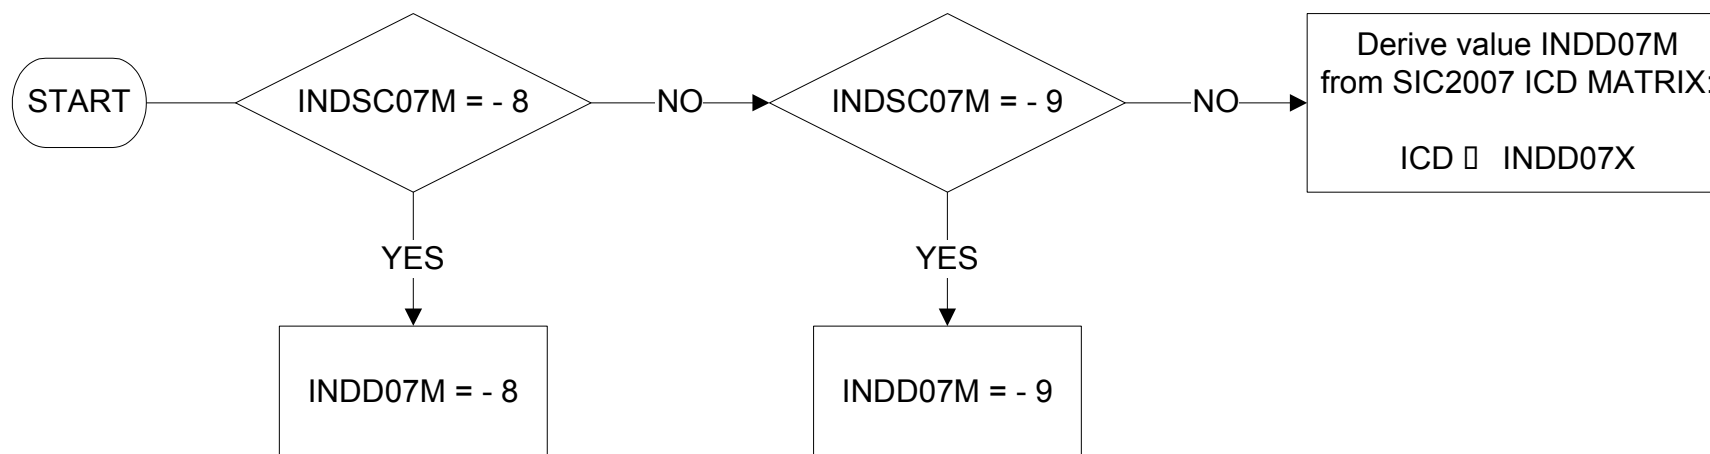 START
INDSC07M = - 8
NO
INDSC07M = - 9
NO
Derive value INDD07M
from SIC2007 ICD MATRIX:
ICD ▯ INDD07X
YES
YES
INDD07M = - 8
INDD07M = - 9